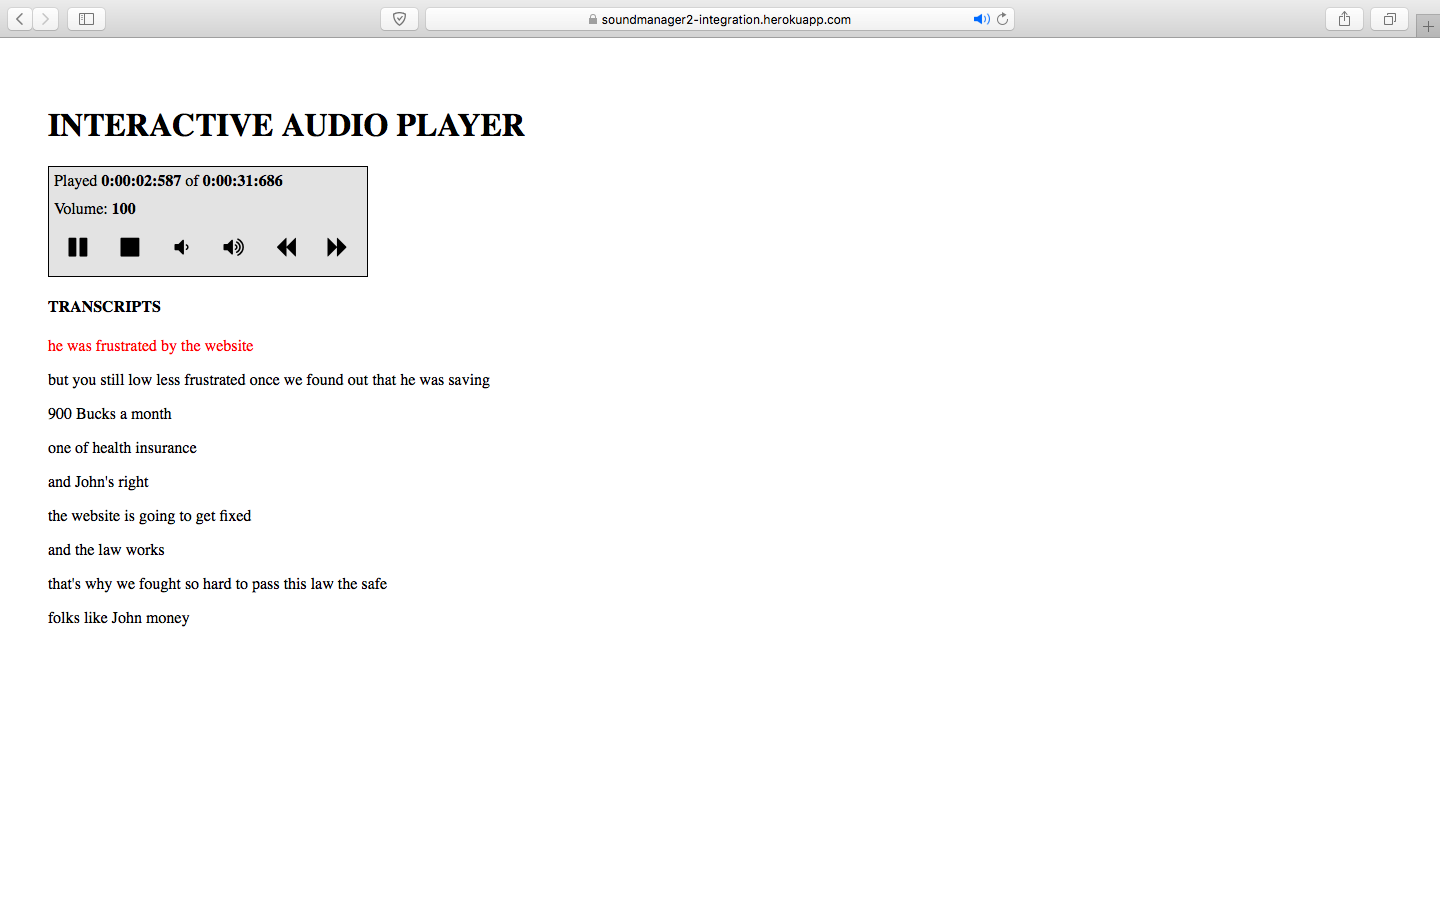 soundmanager2-integration.herokuapp.com
INTERACTIVE AUDIO PLAYER
Played 0:00:02:587 of 0:00:31:686
Volume: 100
TRANSCRIPTS
he was frustrated by the website
but you still low less frustrated once we found out that he was saving
900 Bucks a month
one of health insurance
and John's right
the website is going to get fixed
and the law works
that's why we fought so hard to pass this law the safe
folks like John money